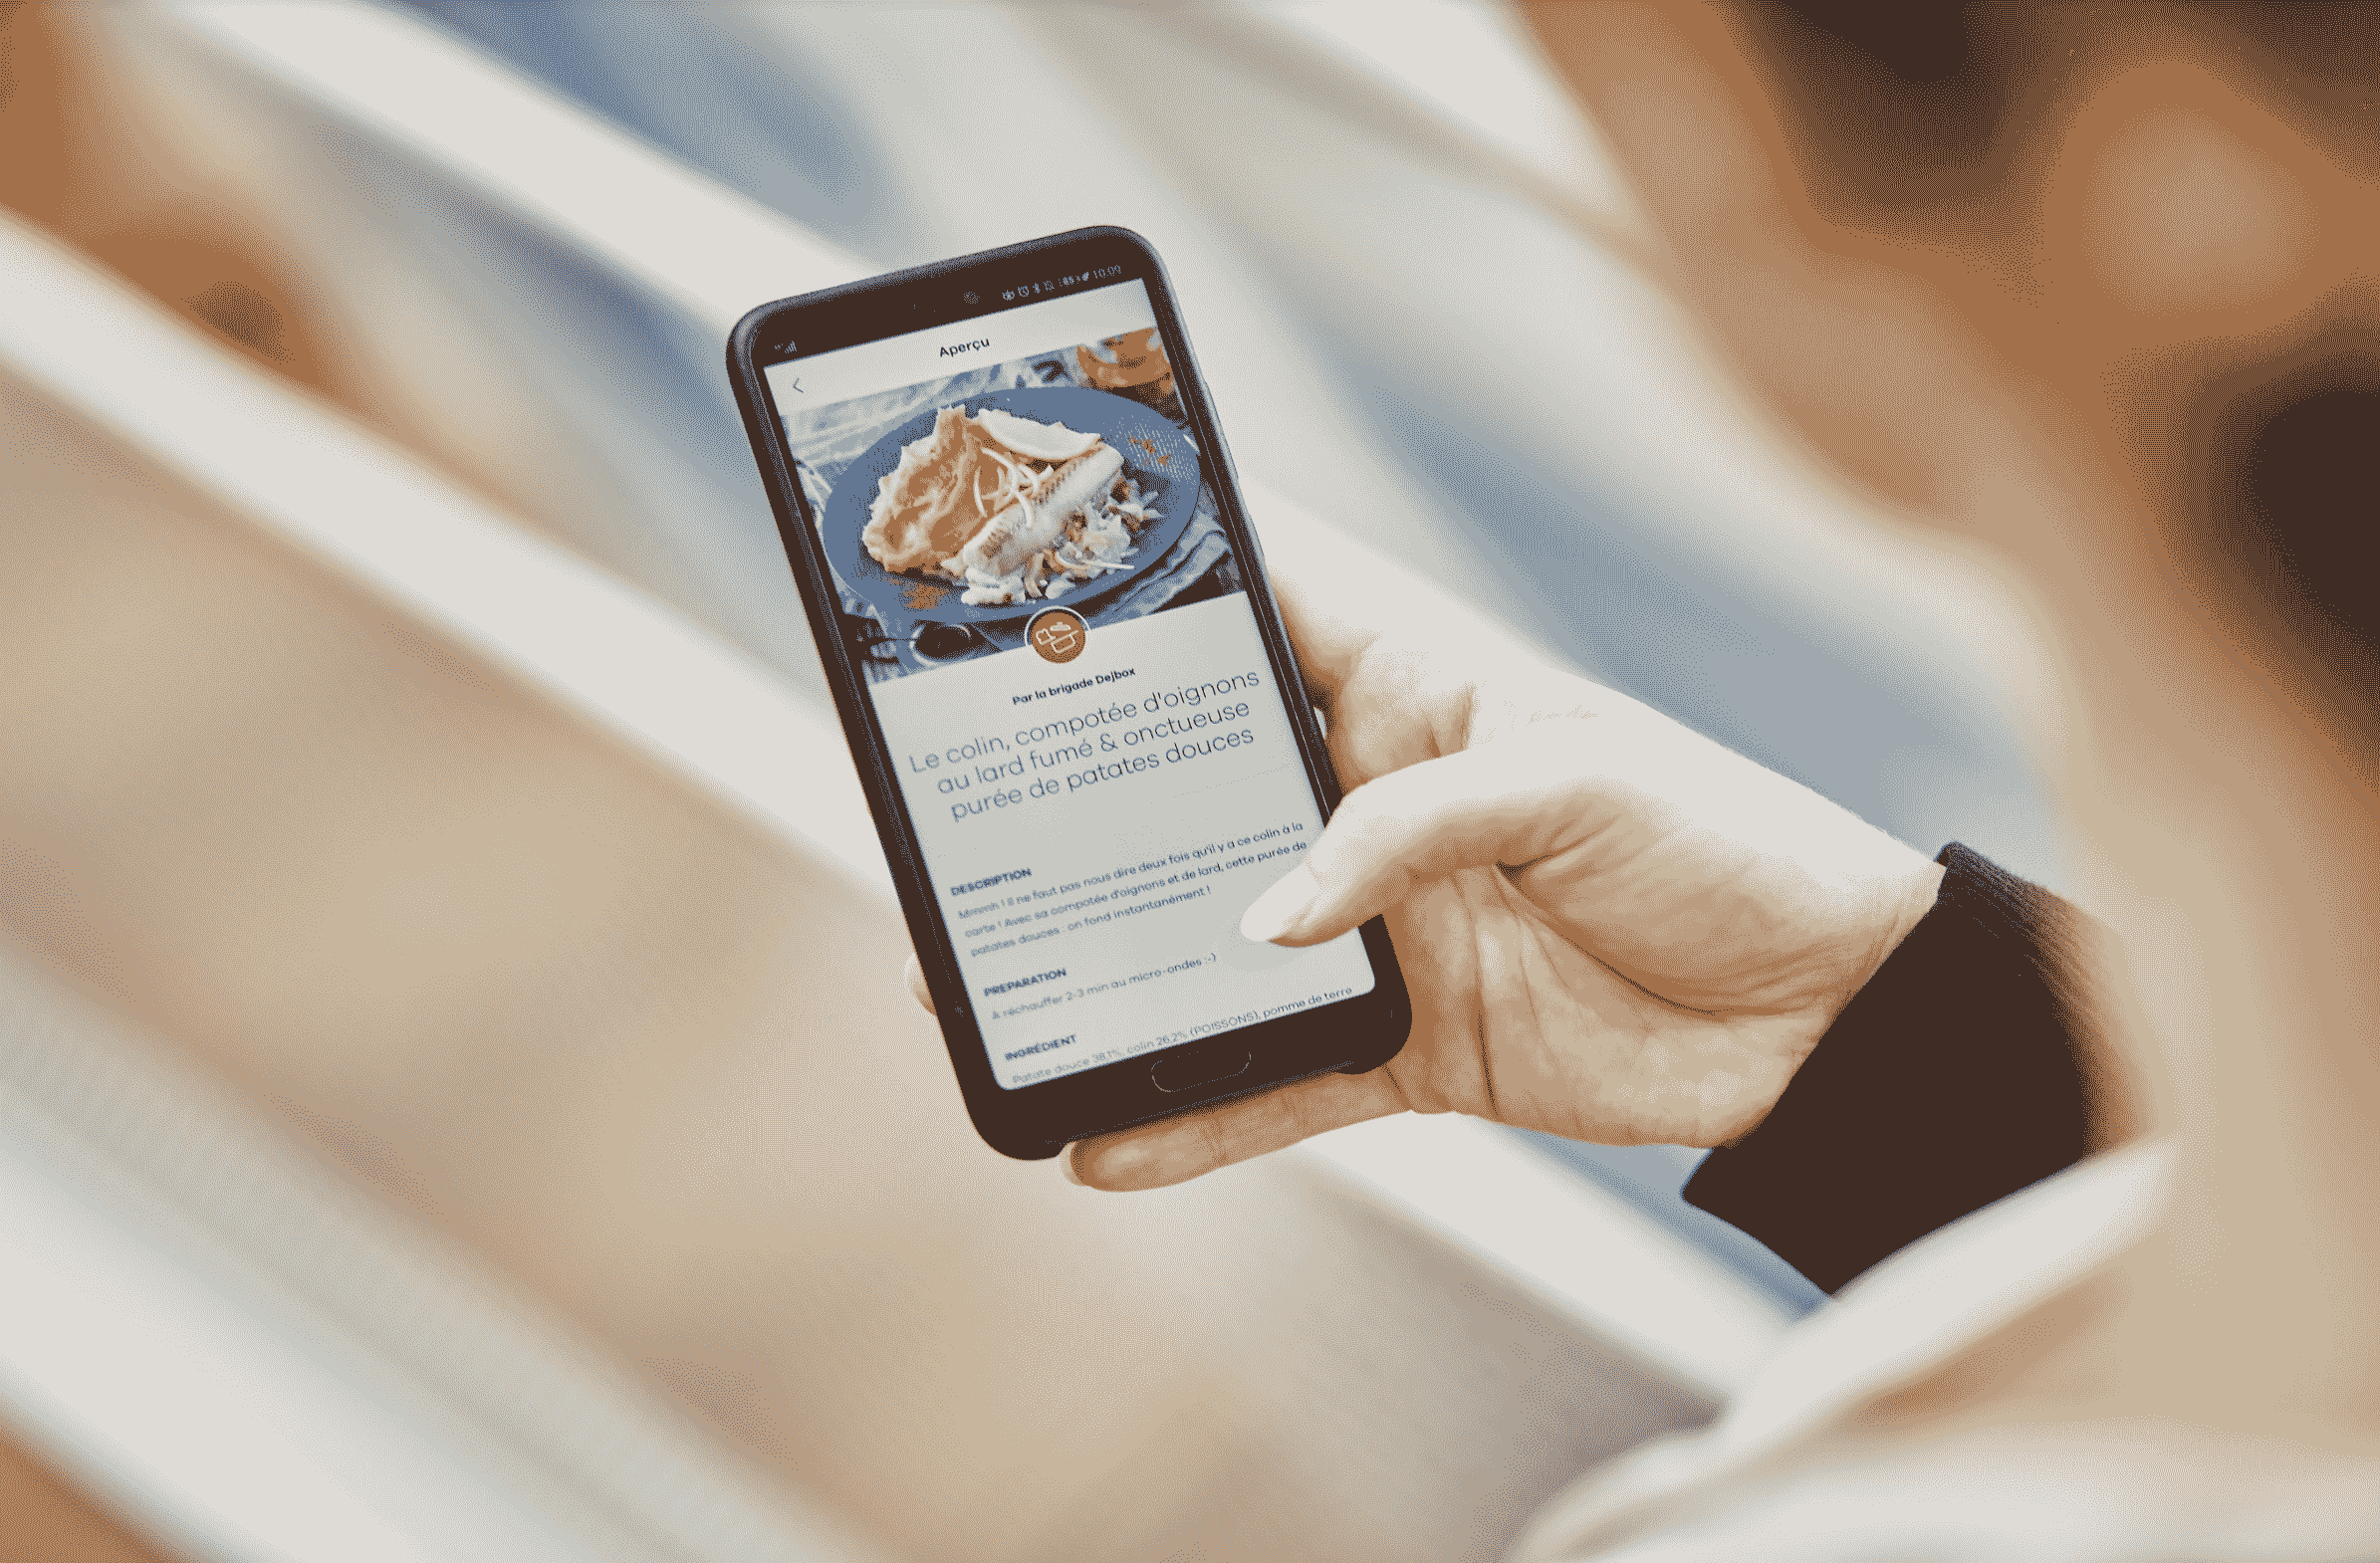 85% 10:09
Aperçu
Par la brigade Dejbox
Le colin, compotée d'oignons
au lard fumé & onctueuse
purée de patates douces
DESCRIPTION
Mmmh ! Il ne faut pas nous dire deux fois qu'il y a ce colin à la
carte ! Avec sa compotée d'oignons et de lard, cette purée de
patates douces : on fond instantanément !
PREPARATION
A réchauffer 2-3 min au micro-ondes :-)
INGRÉDIENT
Patate douce 38,1%, colin 26,2% (POISSONS), pomme de terre